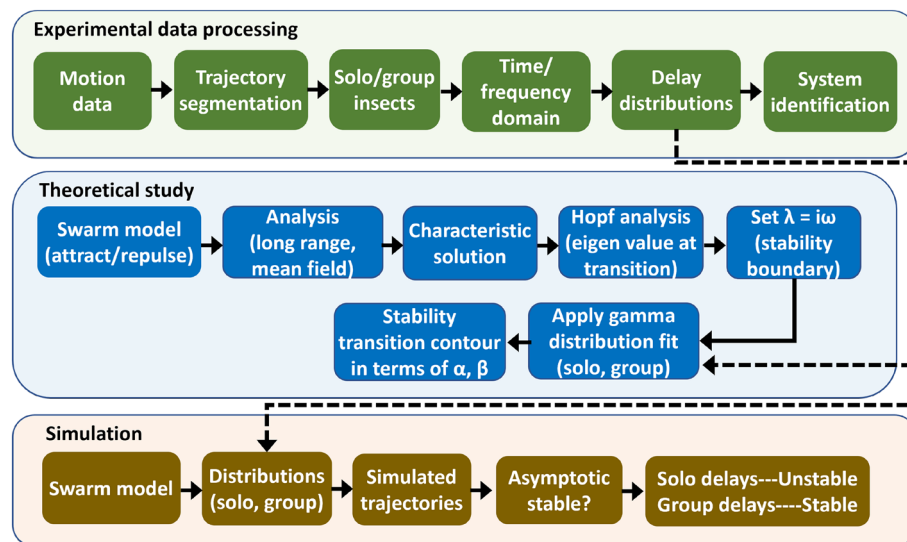 Experimental data processing
Motion
data
Trajectory
segmentation
Solo/group
insects
Time/
frequency
domain
Delay
distributions
System
identification
Theoretical study
Swarm model
(attract/repulse)
Analysis
(long range,
mean field)
Characteristic
solution
Hopf analysis
(eigen value at
transition)
Set λ = iω
(stability
boundary)
Stability
transition contour
in terms of α, β
Apply gamma
distribution fit
(solo, group)
Simulation
Swarm model
Distributions
(solo, group)
Simulated
trajectories
Asymptotic
stable?
Solo delays---Unstable
Group delays----Stable